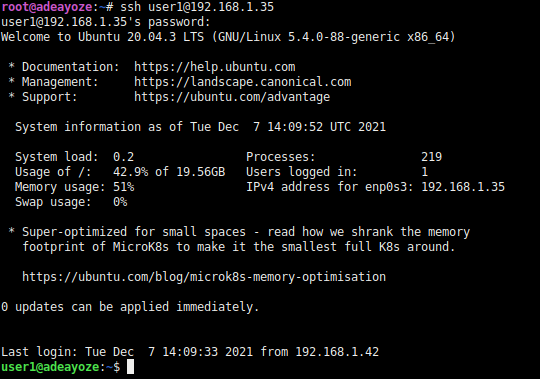 root@adeayoze:~# ssh user1@192.168.1.35
user1@192.168.1.35's password:
Welcome to Ubuntu 20.04.3 LTS (GNU/Linux 5.4.0-88-generic x86_64)

 * Documentation:  https://help.ubuntu.com
 * Management:     https://landscape.canonical.com
 * Support:        https://ubuntu.com/advantage

  System information as of Tue Dec  7 14:09:52 UTC 2021

  System load:  0.2                Processes:               219
  Usage of /:   42.9% of 19.56GB   Users logged in:         1
  Memory usage: 51%                IPv4 address for enp0s3: 192.168.1.35
  Swap usage:   0%

 * Super-optimized for small spaces - read how we shrank the memory
   footprint of MicroK8s to make it the smallest full K8s around.

   https://ubuntu.com/blog/microk8s-memory-optimisation

0 updates can be applied immediately.


Last login: Tue Dec  7 14:09:33 2021 from 192.168.1.42
user1@adeayoze:~$